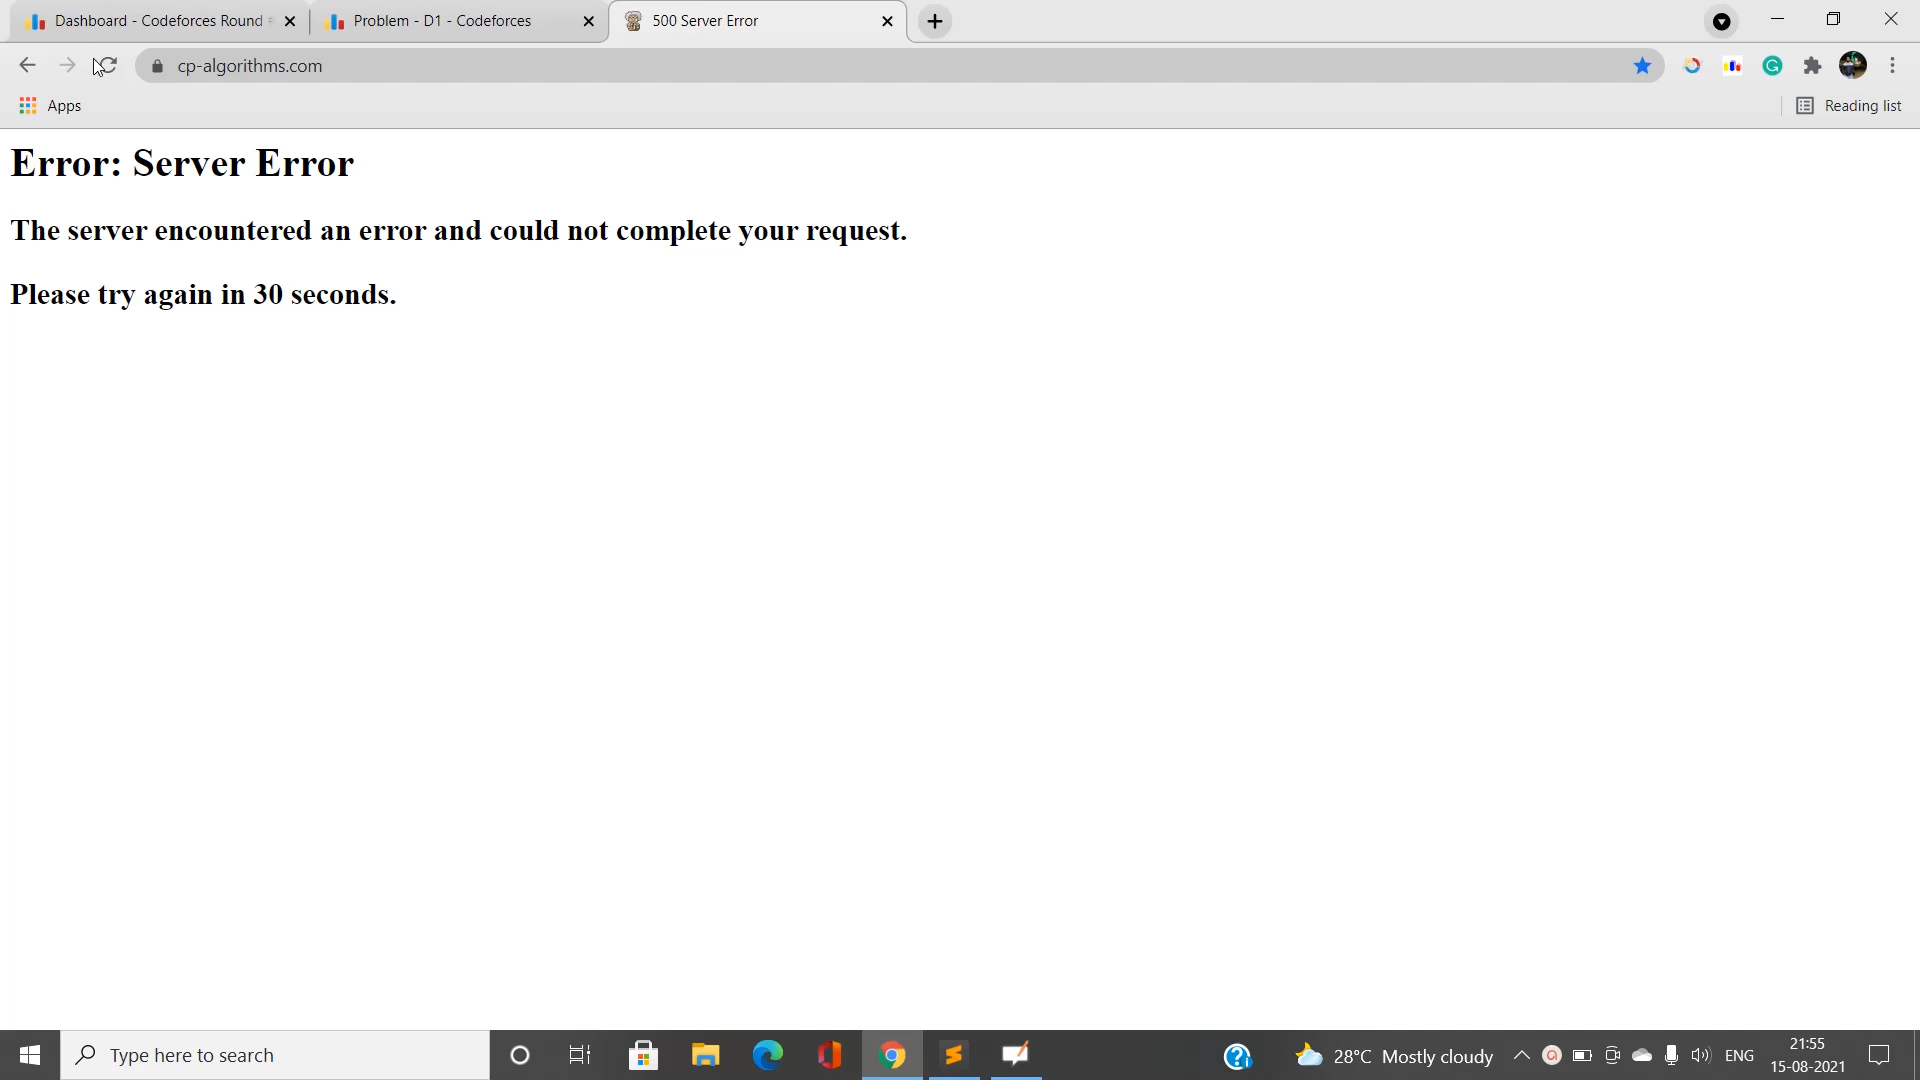 Dashboard - Codeforces Round
Problem - D1 - Codeforces
500 Server Error
cp-algorithms.com
Apps
Reading list
Error: Server Error
The server encountered an error and could not complete your request.
Please try again in 30 seconds.
Type here to search
28°C Mostly cloudy
ENG
21:55
15-08-2021